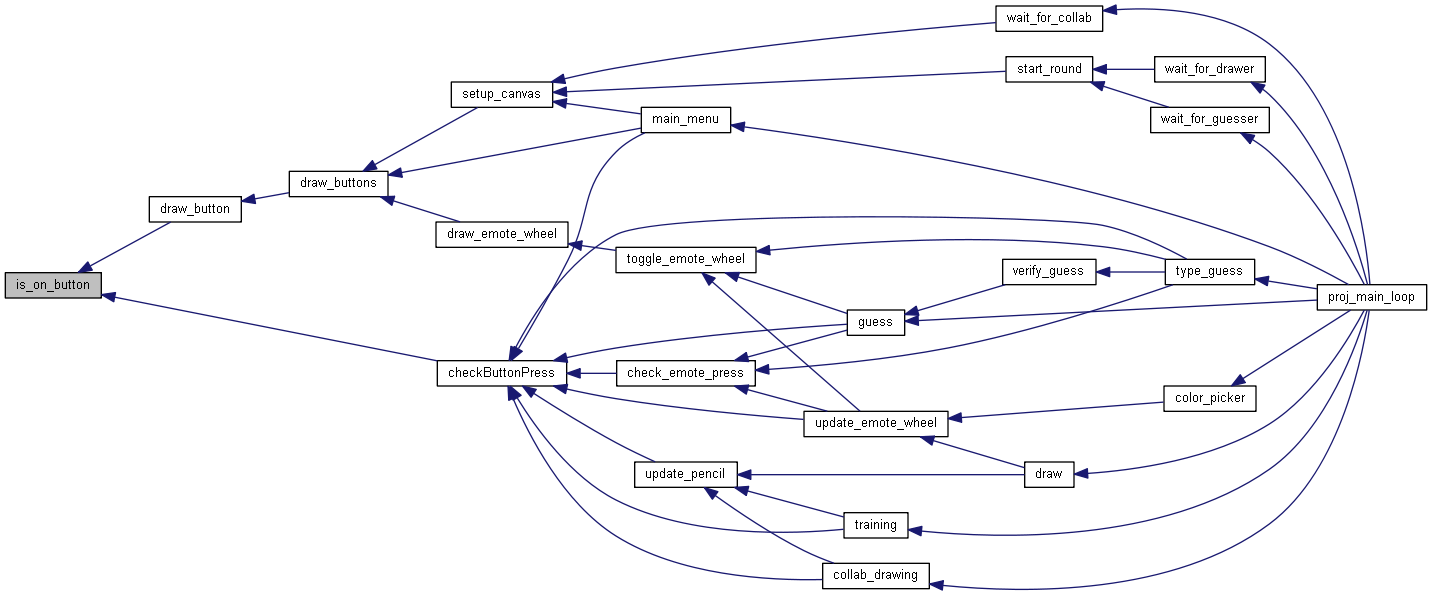 wait_for_collab
start_round
wait_for_drawer
setup_canvas
main_menu
wait_for_guesser
draw_buttons
draw_button
draw_emote_wheel
toggle_emote_wheel
verify_guess
type_guess
is_on_button
proj_main_loop
guess
checkButtonPress
check_emote_press
color_picker
update_emote_wheel
update_pencil
draw
training
collab_drawing